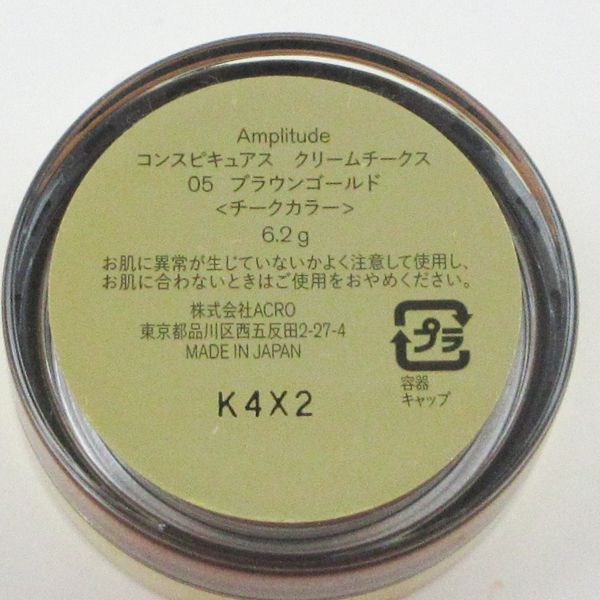 Amplitude
コンスピキュアス　クリームチークス
05　ブラウンゴールド
<チークカラー>
6.2 g
お肌に異常が生じていないかよく注意して使用し、
お肌に合わないときはご使用をおやめください。
株式会社ACRO
東京都品川区西五反田2-27-4
MADE IN JAPAN
プラ
容器
キャップ
K4X2